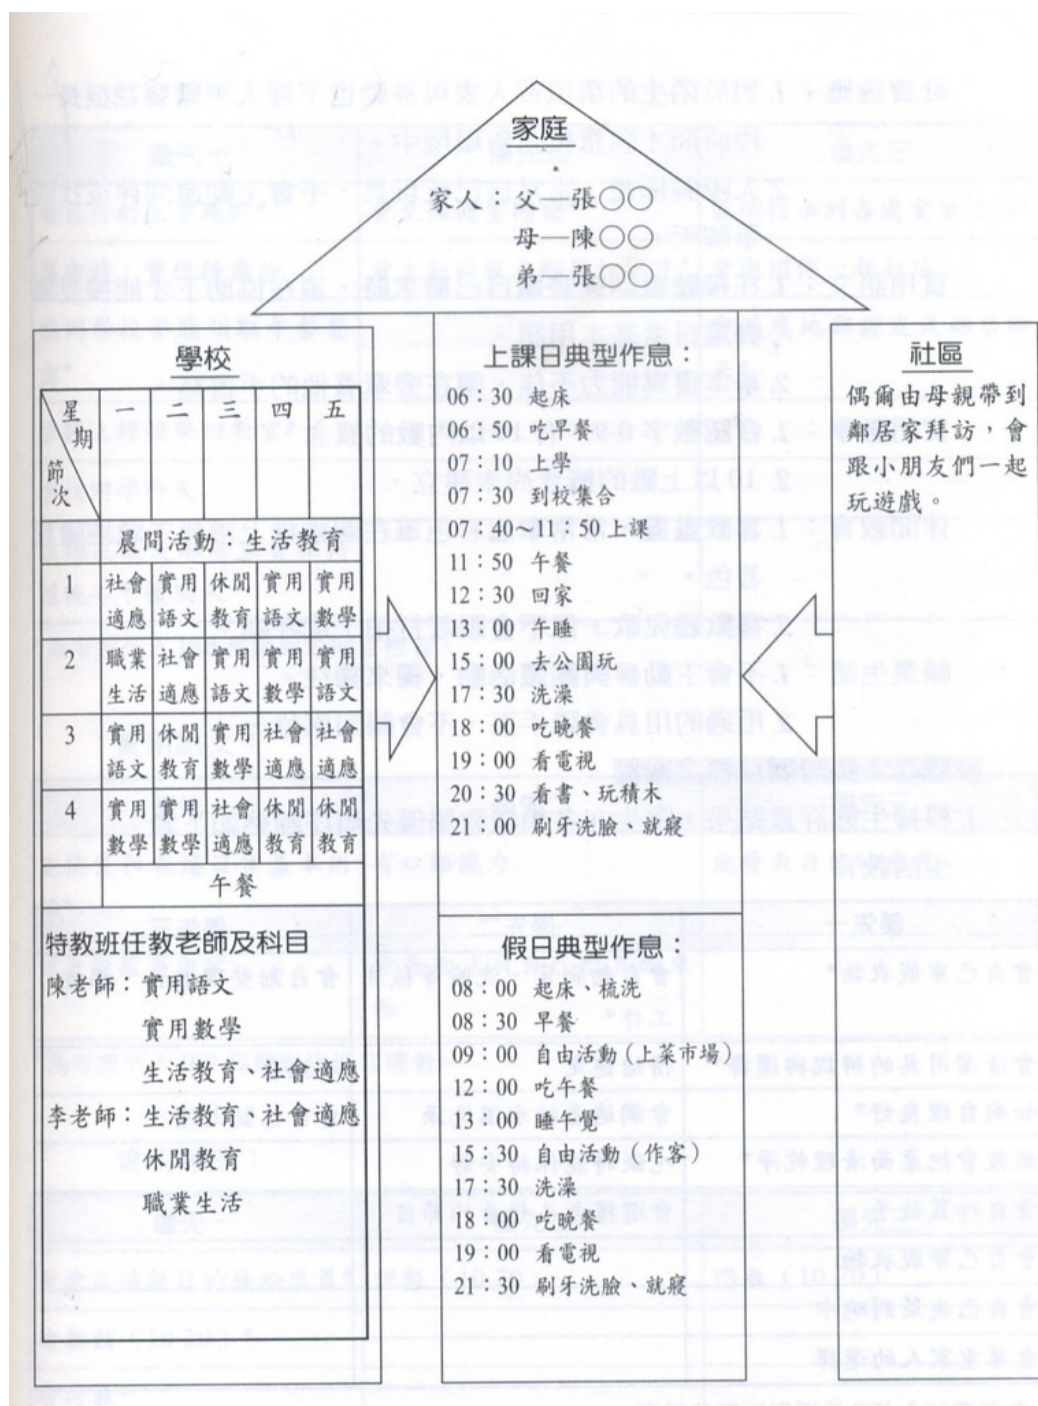 家庭
家人：父—張○○
母—陳○○
弟—張○○
學校
星期 一 二 三 四 五
節次
晨間活動：生活教育
1 社會適應 實用語文 休閒教育 實用語文 實用數學
2 職業生活 社會適應 實用語文 實用數學 實用語文
3 實用語文 休閒教育 實用數學 社會適應 社會適應
4 實用數學 實用數學 社會適應 休閒教育 休閒教育
午餐
特教班任教老師及科目
陳老師：實用語文
實用數學
生活教育、社會適應
李老師：生活教育、社會適應
休閒教育
職業生活
上課日典型作息：
06：30 起床
06：50 吃早餐
07：10 上學
07：30 到校集合
07：40~11：50 上課
11：50 午餐
12：30 回家
13：00 午睡
15：00 去公園玩
17：30 洗澡
18：00 吃晚餐
19：00 看電視
20：30 看書、玩積木
21：00 刷牙洗臉、就寢
假日典型作息：
08：00 起床、梳洗
08：30 早餐
09：00 自由活動（上菜市場）
12：00 吃午餐
13：00 睡午覺
15：30 自由活動（作客）
17：30 洗澡
18：00 吃晚餐
19：00 看電視
21：30 刷牙洗臉、就寢
社區
偶爾由母親帶到
鄰居家拜訪，會
跟小朋友們一起
玩遊戲。